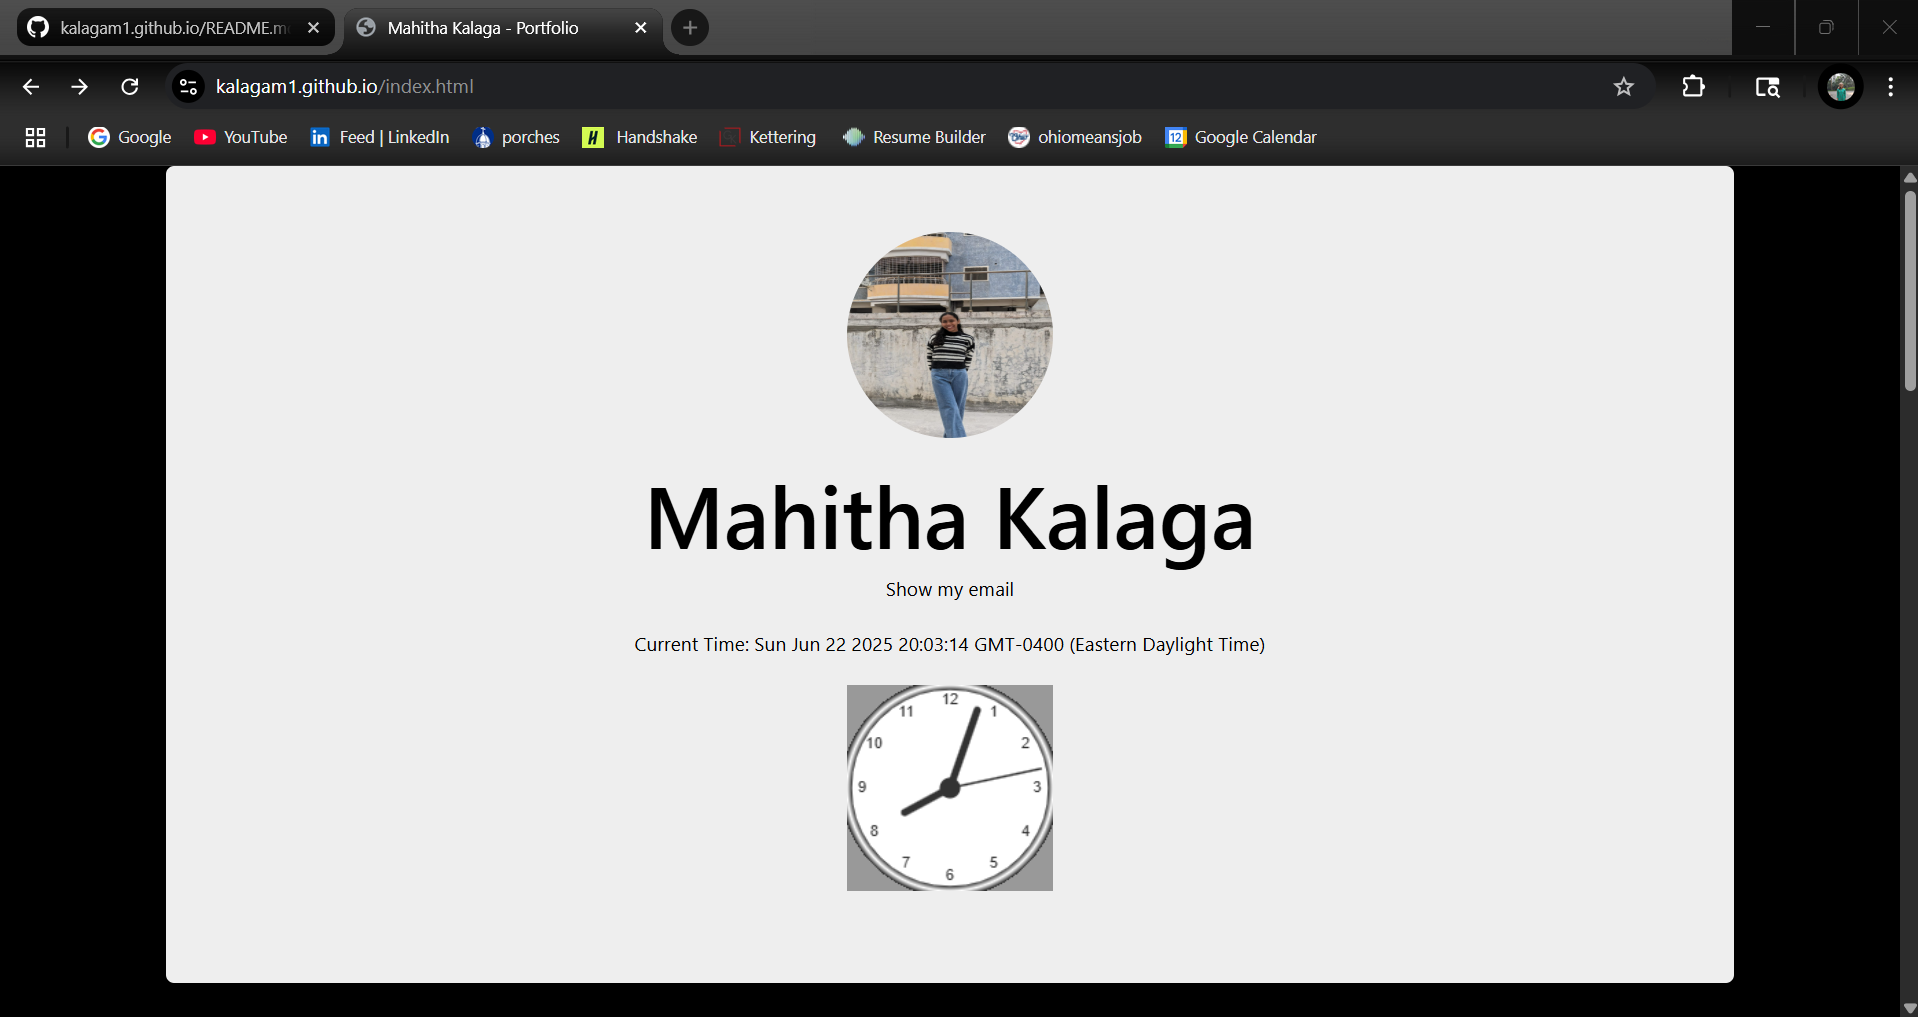 kalagam1.github.io/README.m
Mahitha Kalaga - Portfolio
kalagam1.github.io/index.html
Google
YouTube
Feed | LinkedIn
porches
Handshake
Kettering
Resume Builder
ohiomeansjob
12
Google Calendar
Mahitha Kalaga
Show my email
Current Time: Sun Jun 22 2025 20:03:14 GMT-0400 (Eastern Daylight Time)
12
11
1
10
2
9
3
8
4
7
5
6